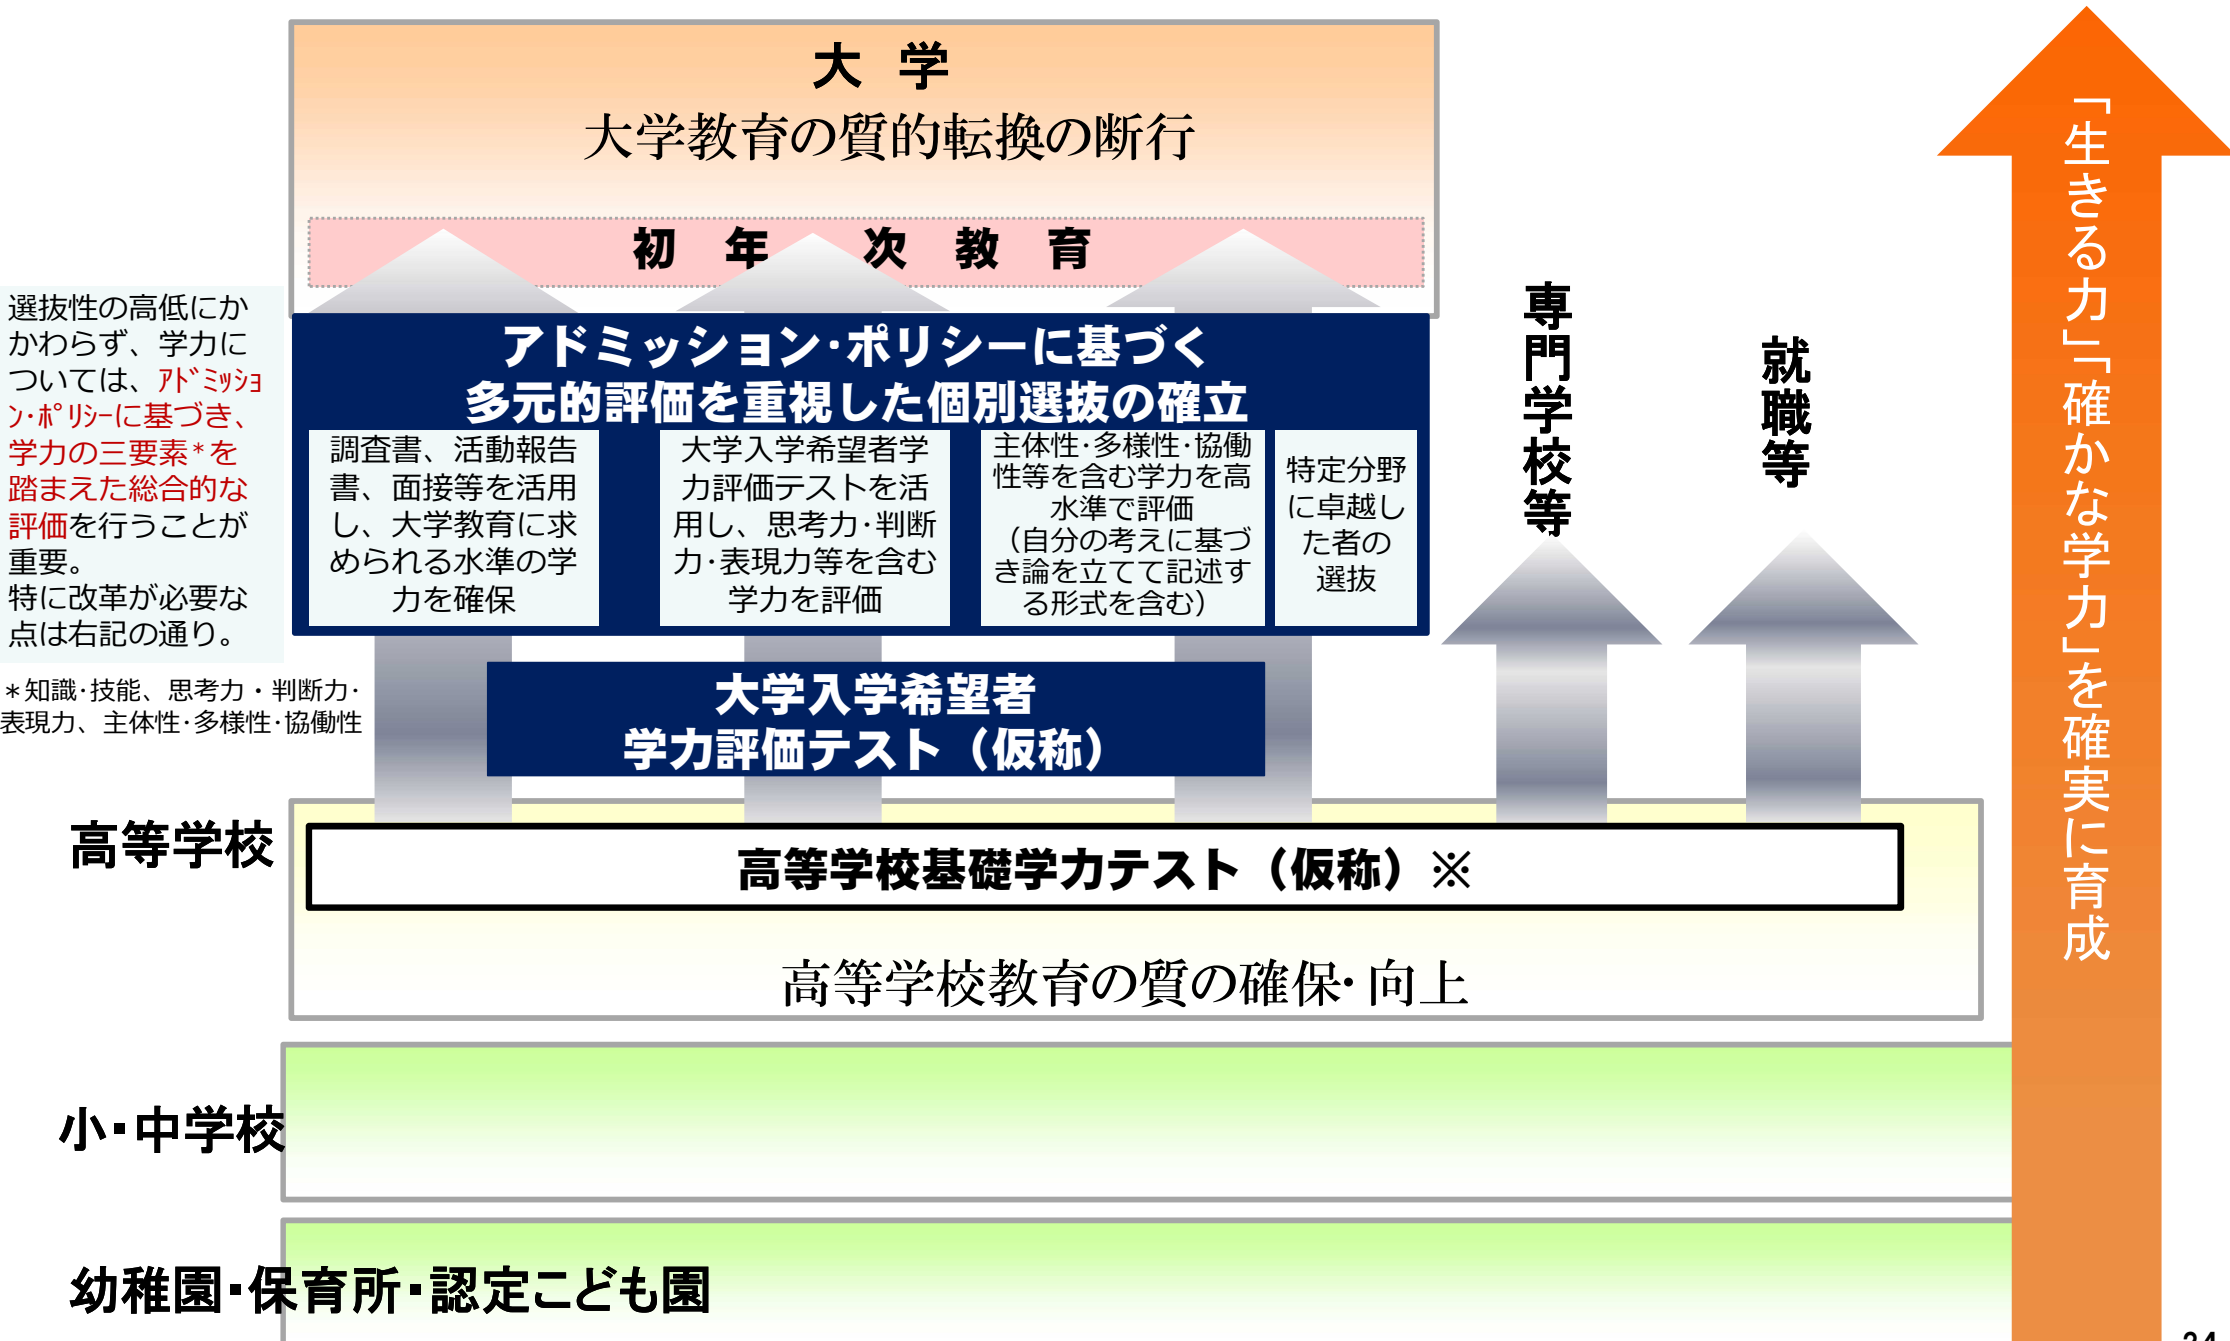 大 学
大学教育の質的転換の断行
初 年 次 教 育
選抜性の高低にか
かわらず、学力に
ついては、ｱﾄﾞﾐｯｼｮ
ﾝ･ﾎﾟﾘｼｰに基づき、
学力の三要素＊を
踏まえた総合的な
評価を行うことが
重要。
特に改革が必要な
点は右記の通り。
＊知識･技能、思考力・判断力･
表現力、主体性･多様性･協働性
アドミッション･ポリシーに基づく
多元的評価を重視した個別選抜の確立
調査書、活動報告
書、面接等を活用
し、大学教育に求
められる水準の学
力を確保
大学入学希望者学
力評価テストを活
用し、思考力･判断
力･表現力等を含む
学力を評価
主体性･多様性･協働
性等を含む学力を高
水準で評価
（自分の考えに基づ
き論を立てて記述す
る形式を含む）
特定分野
に卓越し
た者の
選抜
専門学校等
就職等
大学入学希望者
学力評価テスト（仮称）
高等学校
高等学校基礎学力テスト（仮称）※
高等学校教育の質の確保･向上
小・中学校
幼稚園・保育所・認定こども園
「生きる力」「確かな学力」を確実に育成